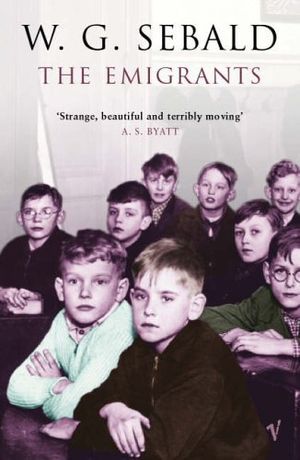 W. G. SEBALD
THE EMIGRANTS
‘Strange, beautiful and terribly moving’
A. S. BYATT
V